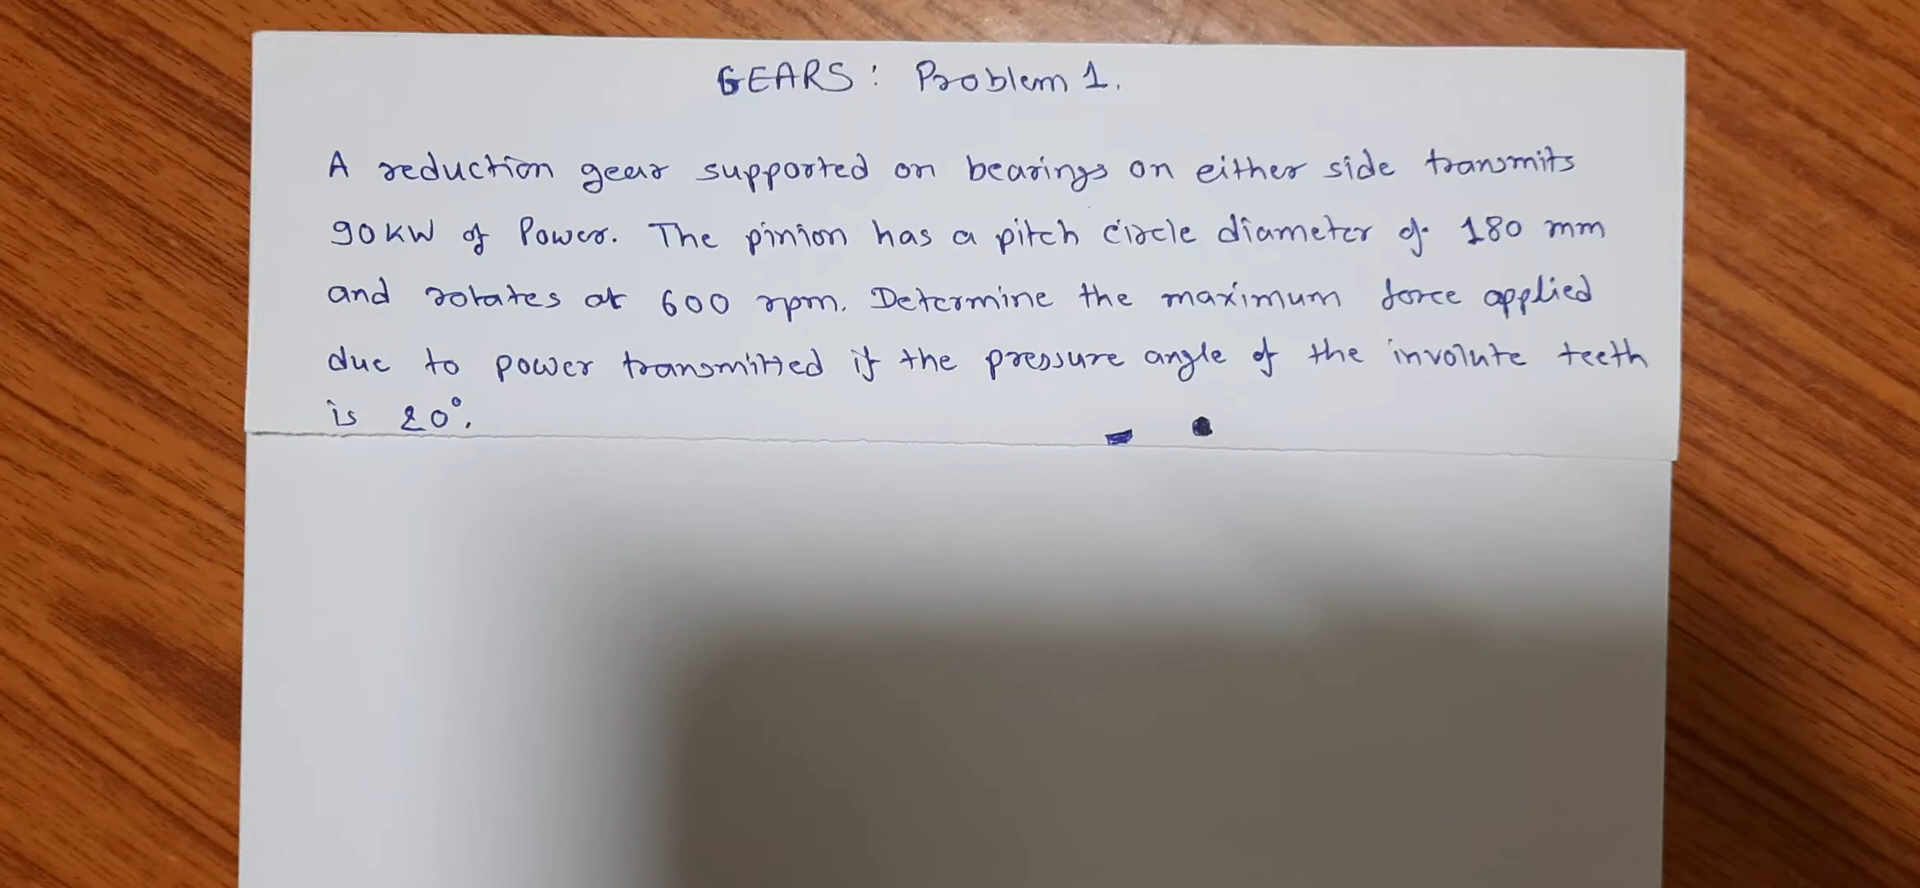 GEARS: Problem 1.
A reduction gear supported on bearings on either side transmits
90KW of Power. The pinion has a pitch circle diameter of 180 mm
and rotates at 600 rpm. Determine the maximum force applied
due to power transmitted if the pressure angle of the involute teeth
is 20°.